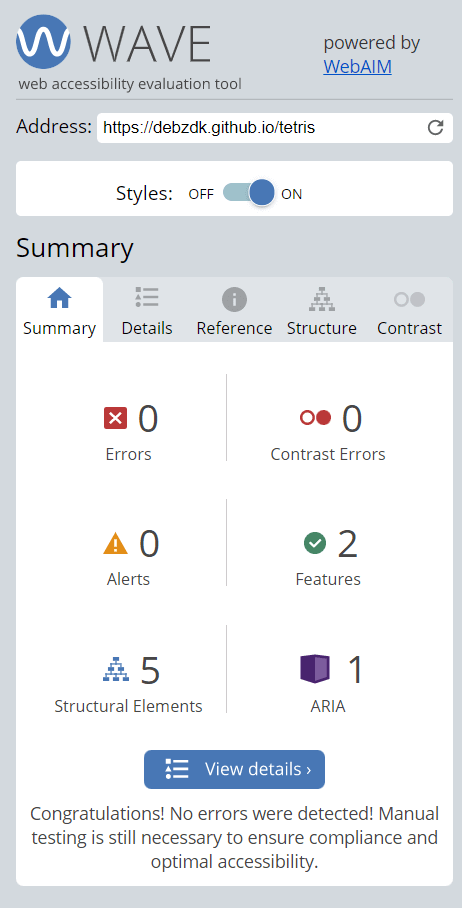 WAVE
web accessibility evaluation tool
powered by
WebAIM
Address: https://debzdk.github.io/tetris
Styles: OFF ON
Summary
Summary Details Reference Structure Contrast
0
Errors
0
Contrast Errors
0
Alerts
2
Features
5
Structural Elements
1
ARIA
View details ›
Congratulations! No errors were detected! Manual
testing is still necessary to ensure compliance and
optimal accessibility.